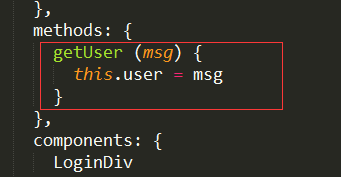 },
methods: {
getUser (msg) {
this.user = msg
}
},
components: {
LoginDiv